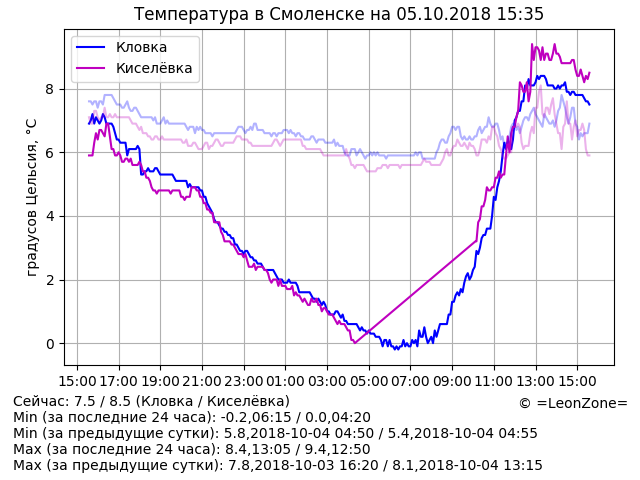 Температура в Смоленске на 05.10.2018 15:35
Кловка
Киселёвка
градусов Цельсия, °C
8
6
4
2
0
15:00 17:00 19:00 21:00 23:00 01:00 03:00 05:00 07:00 09:00 11:00 13:00 15:00
Сейчас: 7.5 / 8.5 (Кловка / Киселёвка)
© =LeonZone=
Min (за последние 24 часа): -0.2,06:15 / 0.0,04:20
Min (за предыдущие сутки): 5.8,2018-10-04 04:50 / 5.4,2018-10-04 04:55
Max (за последние 24 часа): 8.4,13:05 / 9.4,12:50
Max (за предыдущие сутки): 7.8,2018-10-03 16:20 / 8.1,2018-10-04 13:15